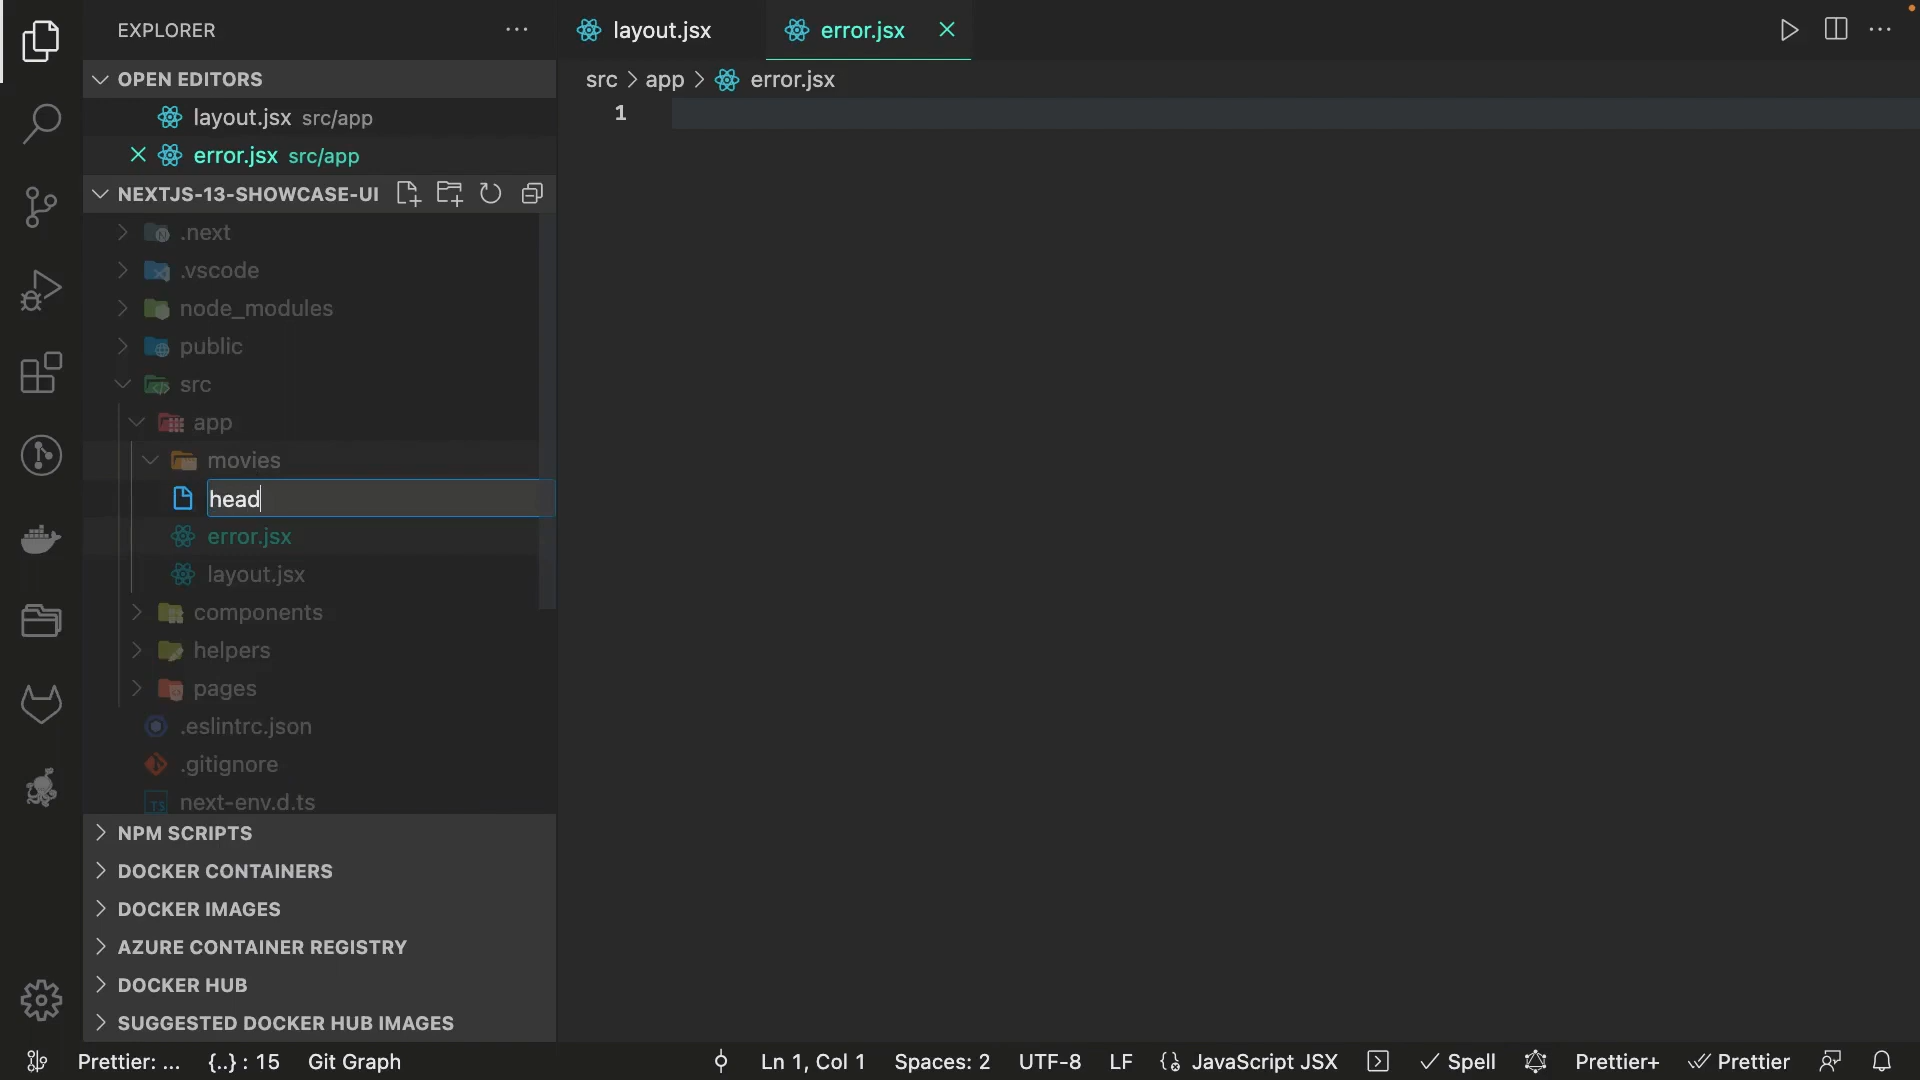 EXPLORER
layout.jsx
error.jsx
OPEN EDITORS
layout.jsx src/app
error.jsx src/app
NEXTJS-13-SHOWCASE-UI
.next
.vscode
node_modules
public
src
app
movies
head
error.jsx
layout.jsx
components
helpers
pages
.eslintrc.json
.gitignore
next-env.d.ts
NPM SCRIPTS
DOCKER CONTAINERS
DOCKER IMAGES
AZURE CONTAINER REGISTRY
DOCKER HUB
SUGGESTED DOCKER HUB IMAGES
src > app > error.jsx
1
Prettier: ... {..} : 15 Git Graph Ln 1, Col 1 Spaces: 2 UTF-8 LF JavaScript JSX Spell Prettier+ Prettier